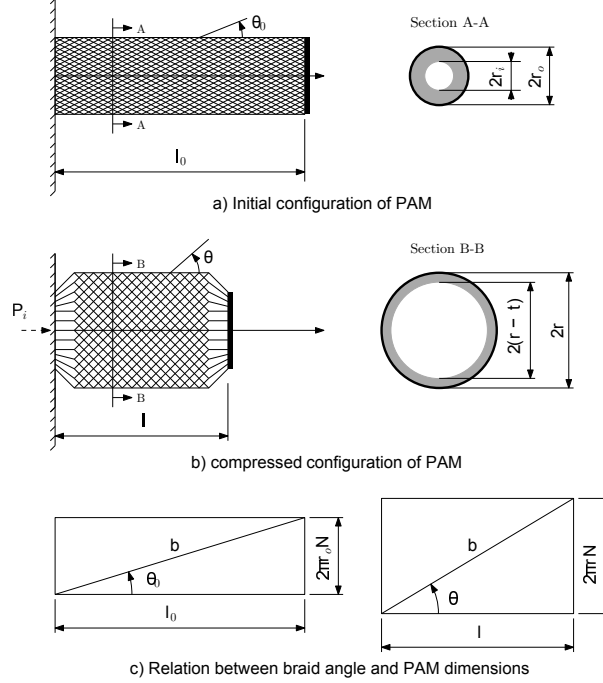 θ₀
A
A
l₀
Section A-A
2rᵢ
2rₒ
a) Initial configuration of PAM
θ
B
B
Pᵢ
l
Section B-B
2(r − t)
2r
b) compressed configuration of PAM
b
θ₀
l₀
2πrₒN
b
θ
l
2πrN
c) Relation between braid angle and PAM dimensions